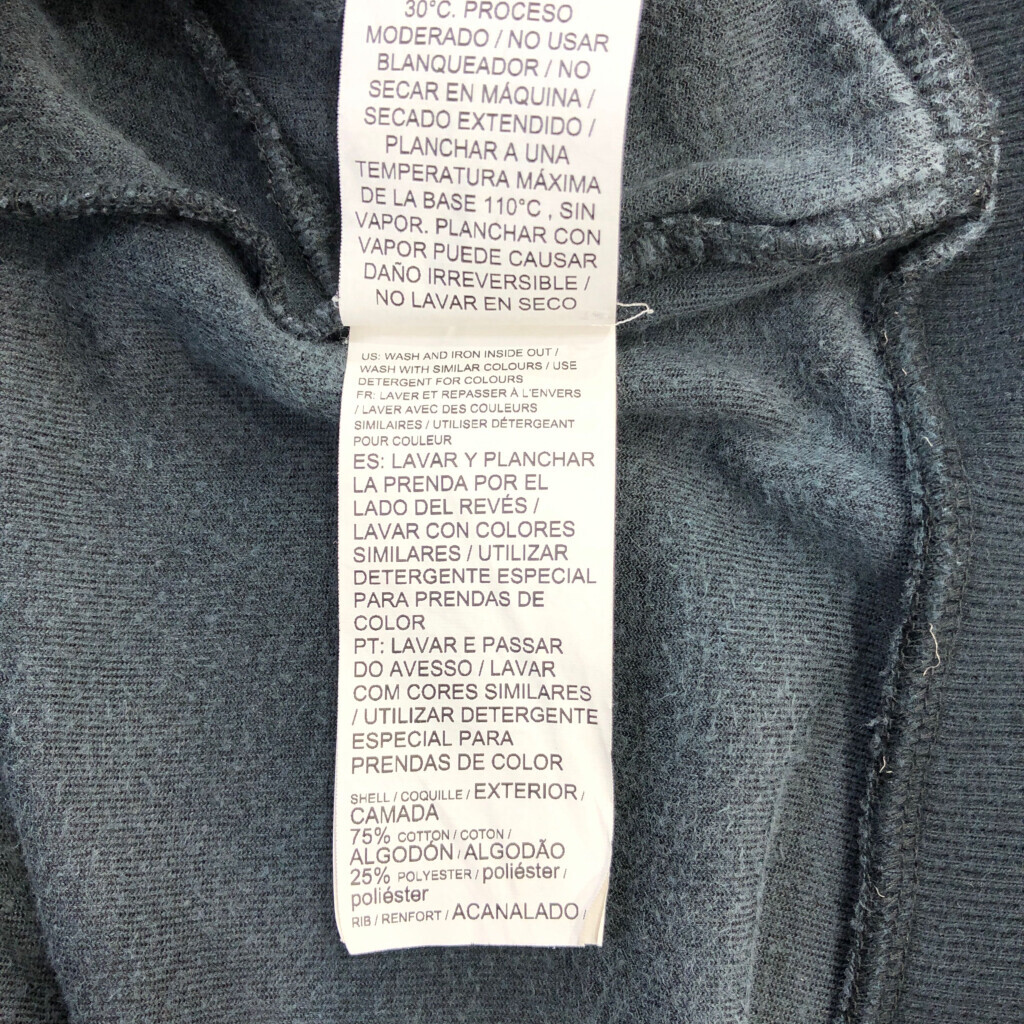 30°C. PROCESO
MODERADO / NO USAR
BLANQUEADOR / NO
SECAR EN MÁQUINA /
SECADO EXTENDIDO /
PLANCHAR A UNA
TEMPERATURA MÁXIMA
DE LA BASE 110°C , SIN
VAPOR. PLANCHAR CON
VAPOR PUEDE CAUSAR
DAÑO IRREVERSIBLE /
NO LAVAR EN SECO
US: WASH AND IRON INSIDE OUT /
WASH WITH SIMILAR COLOURS / USE
DETERGENT FOR COLOURS
FR: LAVER ET REPASSER À L'ENVERS
/ LAVER AVEC DES COULEURS
SIMILAIRES / UTILISER DÉTERGEANT
POUR COULEUR
ES: LAVAR Y PLANCHAR
LA PRENDA POR EL
LADO DEL REVÉS /
LAVAR CON COLORES
SIMILARES / UTILIZAR
DETERGENTE ESPECIAL
PARA PRENDAS DE
COLOR
PT: LAVAR E PASSAR
DO AVESSO / LAVAR
COM CORES SIMILARES
/ UTILIZAR DETERGENTE
ESPECIAL PARA
PRENDAS DE COLOR
SHELL / COQUILLE / EXTERIOR /
CAMADA
75% COTTON / COTON /
ALGODÓN / ALGODÃO
25% POLYESTER / poliéster /
poliéster
RIB / RENFORT / ACANALADO /